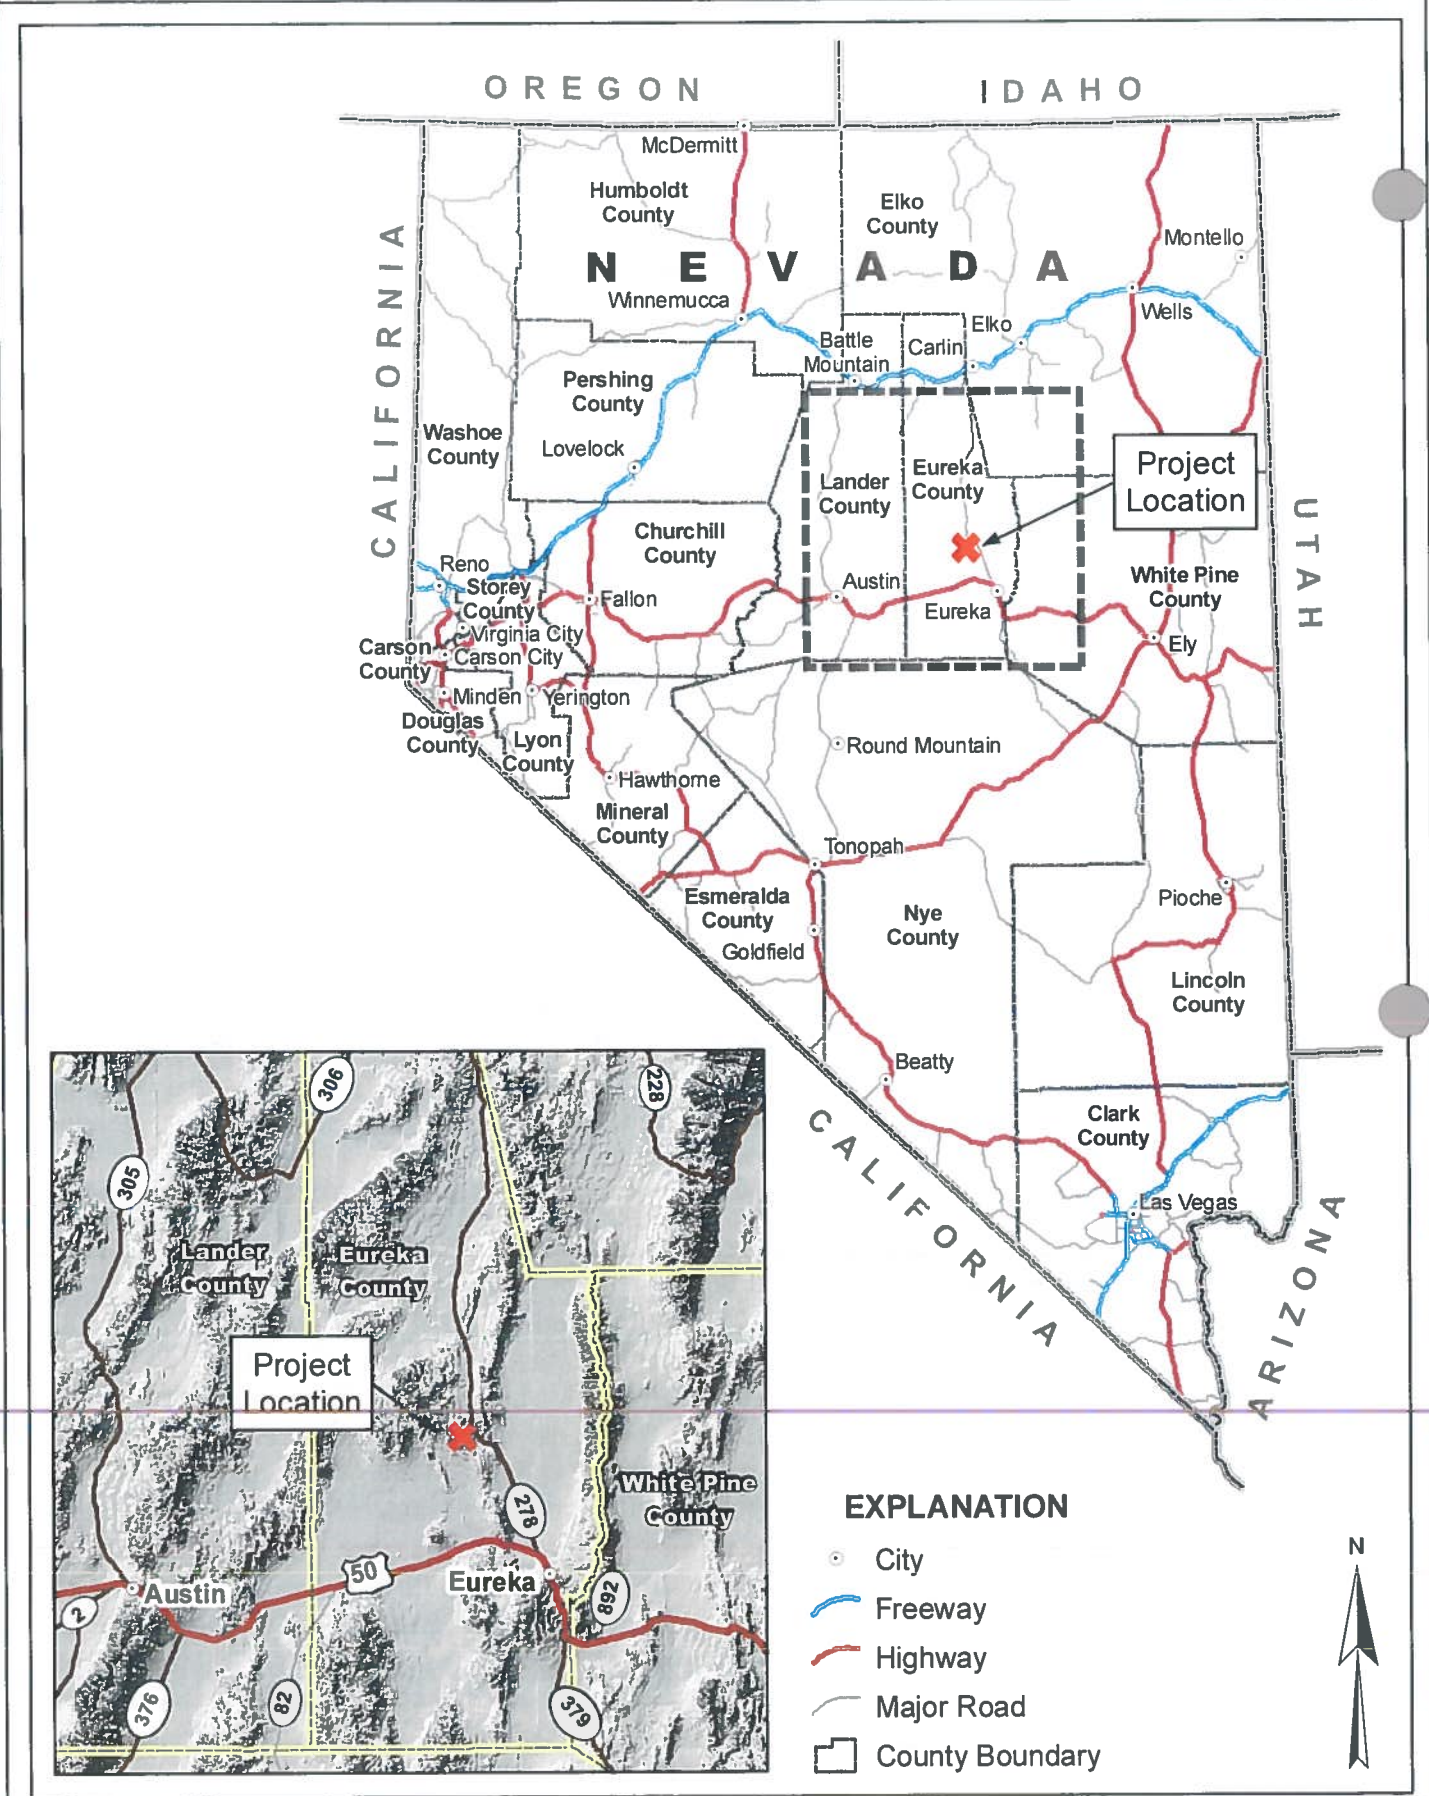 OREGON
IDAHO
McDermitt
Humboldt
County
Elko
County
Montello
CALIFORNIA
NEVADA
Winnemucca
Wells
Elko
Battle
Mountain
Carlin
Pershing
County
Washoe
County
Lovelock
Project
Location
Lander
County
Eureka
County
Churchill
County
UTAH
Reno
Storey
County
Fallon
Austin
Eureka
White Pine
County
Virginia City
Carson
County
Carson City
Ely
Minden
Yerington
Douglas
County
Lyon
County
Round Mountain
Hawthorne
Mineral
County
Tonopah
Esmeralda
County
Nye
County
Pioche
Goldfield
Lincoln
County
Beatty
Clark
County
CALIFORNIA
Las Vegas
ARIZONA
306
228
305
Lander
County
Eureka
County
Project
Location
278
White Pine
County
50
Eureka
Austin
2
892
376
82
379
EXPLANATION
City
Freeway
Highway
Major Road
County Boundary
N